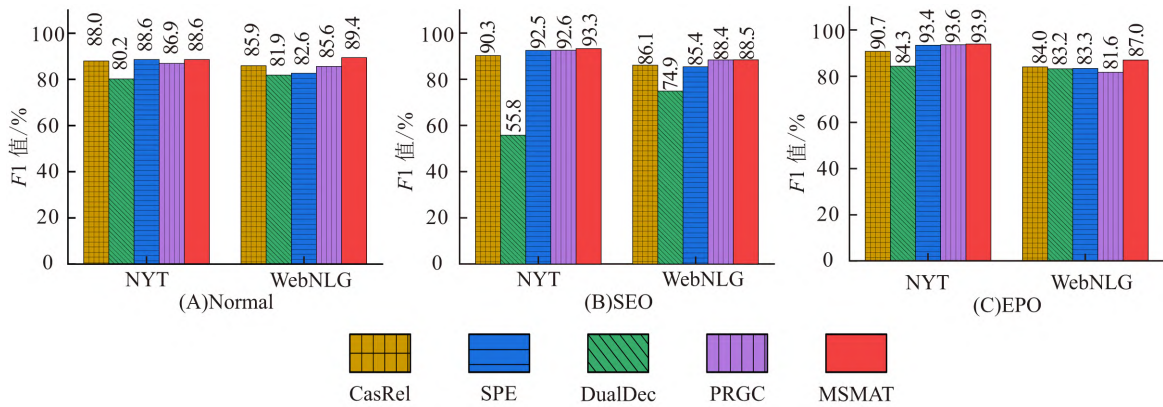 F1 值/%
100
80
60
40
20
0
88.0
80.2
88.6
86.9
88.6
85.9
81.9
82.6
85.6
89.4
NYT
WebNLG
(A)Normal
F1 值/%
100
80
60
40
20
0
90.3
55.8
92.5
92.6
93.3
86.1
74.9
85.4
88.4
88.5
NYT
WebNLG
(B)SEO
F1 值/%
100
80
60
40
20
0
90.7
84.3
93.4
93.6
93.9
84.0
83.2
83.3
81.6
87.0
NYT
WebNLG
(C)EPO
CasRel
SPE
DualDec
PRGC
MSMAT